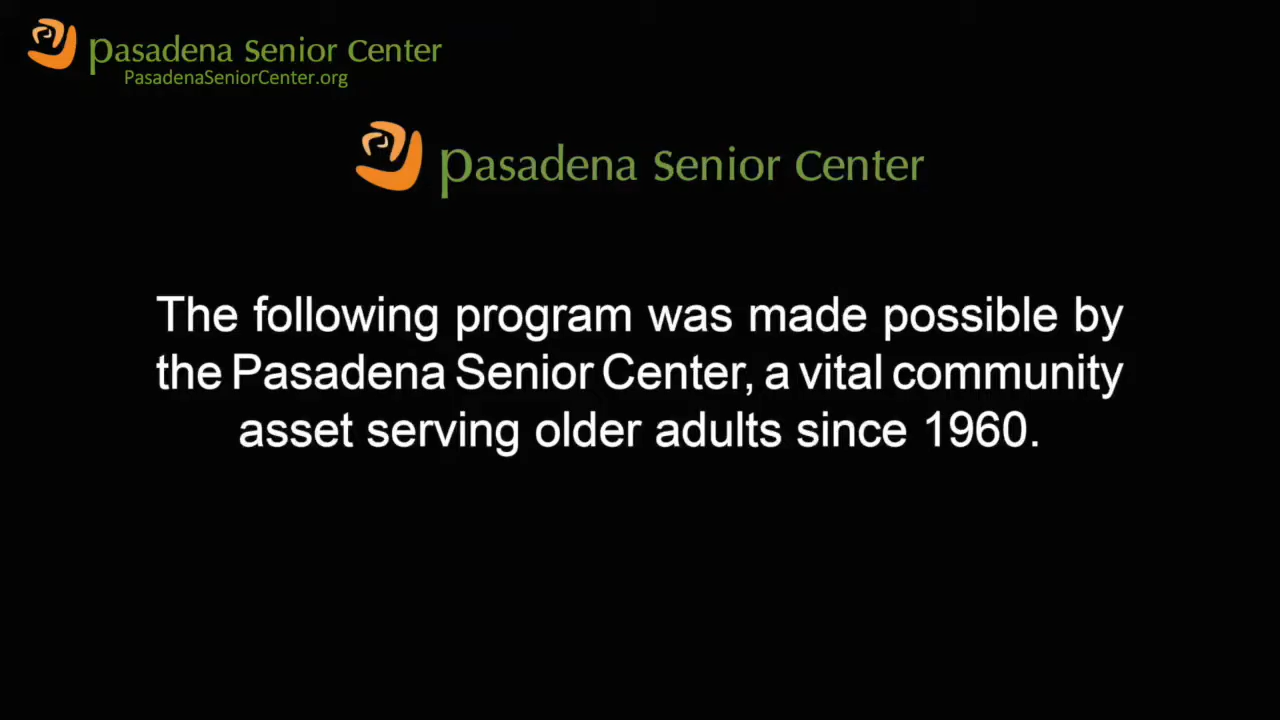 Pasadena Senior Center
PasadenaSeniorCenter.org
Pasadena Senior Center
The following program was made possible by
the Pasadena Senior Center, a vital community
asset serving older adults since 1960.